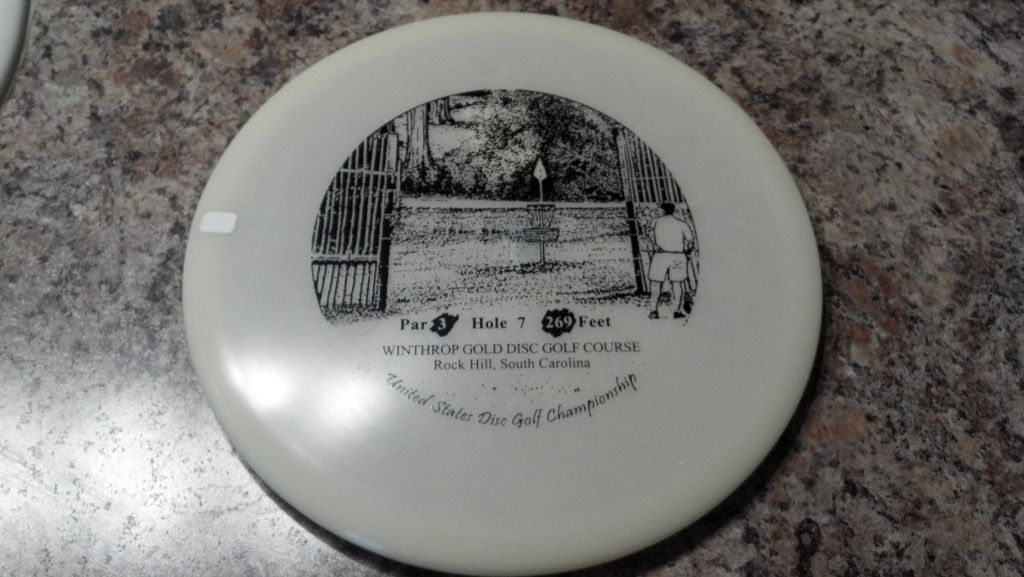 Par 3 Hole 7 269 Feet
WINTHROP GOLD DISC GOLF COURSE
Rock Hill, South Carolina
United States Disc Golf Championship